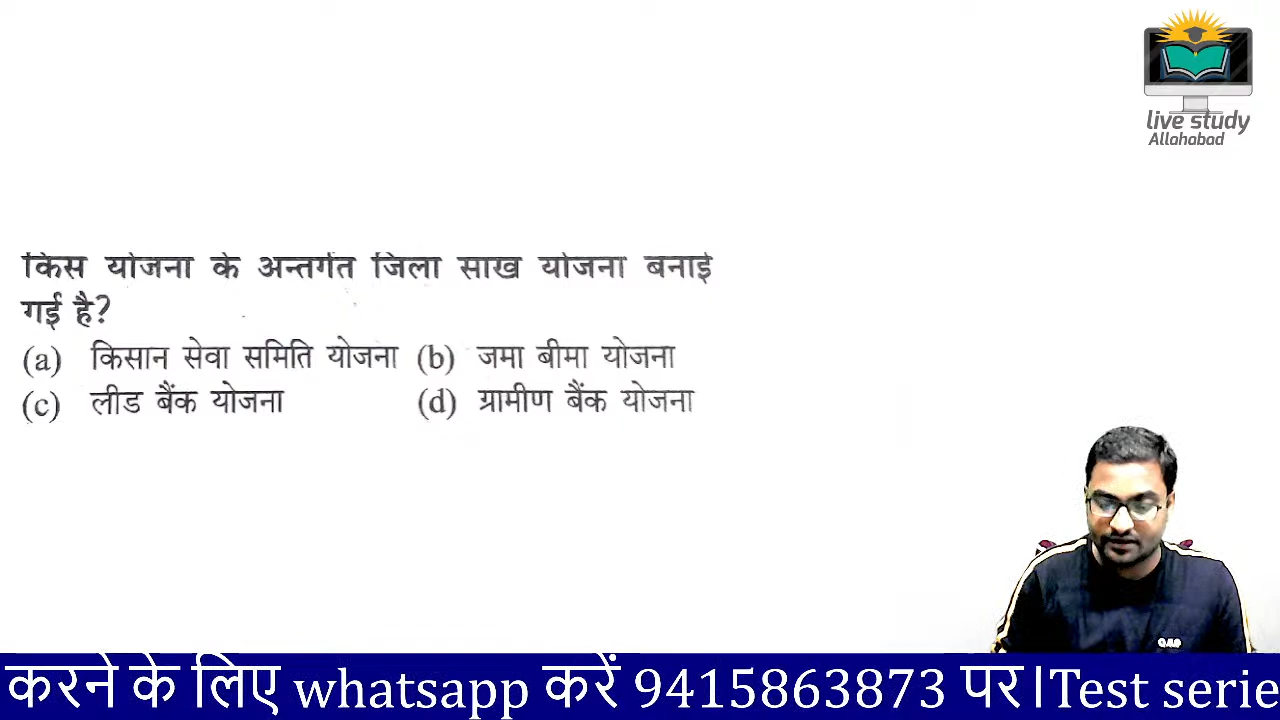 live study
Allahabad
किस योजना के अन्तर्गत जिला साख योजना बनाई
गई है?
(a) किसान सेवा समिति योजना (b) जमा बीमा योजना
(c) लीड बैंक योजना (d) ग्रामीण बैंक योजना
करने के लिए whatsapp करें 9415863873 पर।Test serie